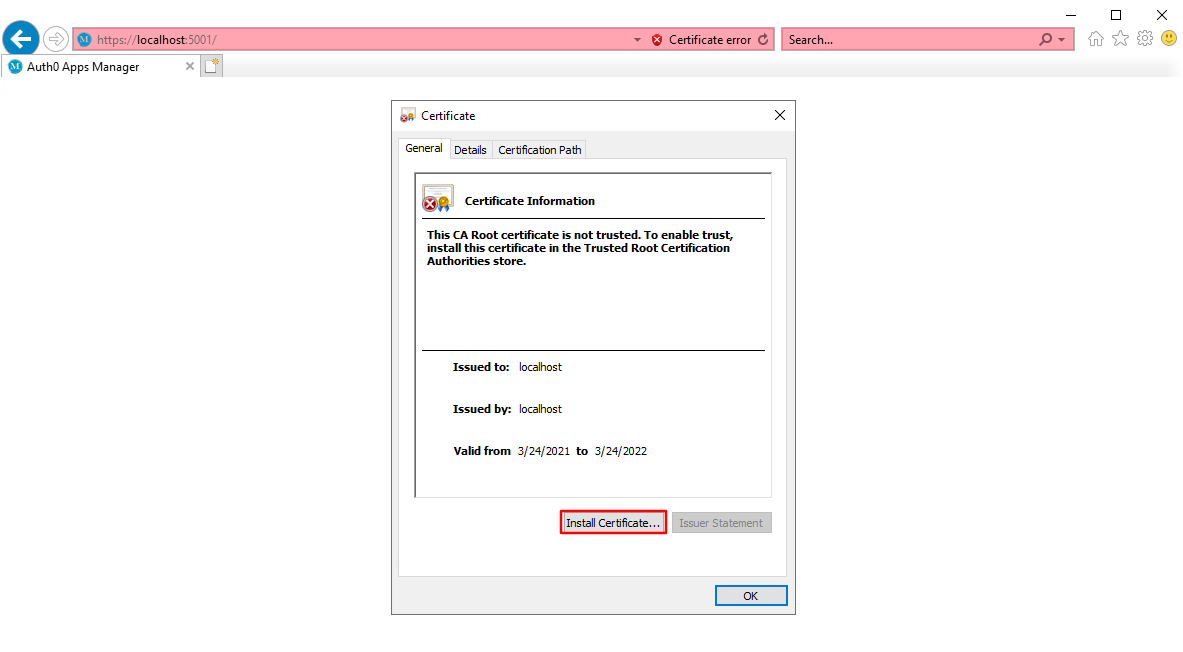 https://localhost:5001/
Certificate error
Search...
M Auth0 Apps Manager
Certificate
General
Details
Certification Path
Certificate Information
This CA Root certificate is not trusted. To enable trust,
install this certificate in the Trusted Root Certification
Authorities store.
Issued to: localhost
Issued by: localhost
Valid from 3/24/2021 to 3/24/2022
Install Certificate...
Issuer Statement
OK